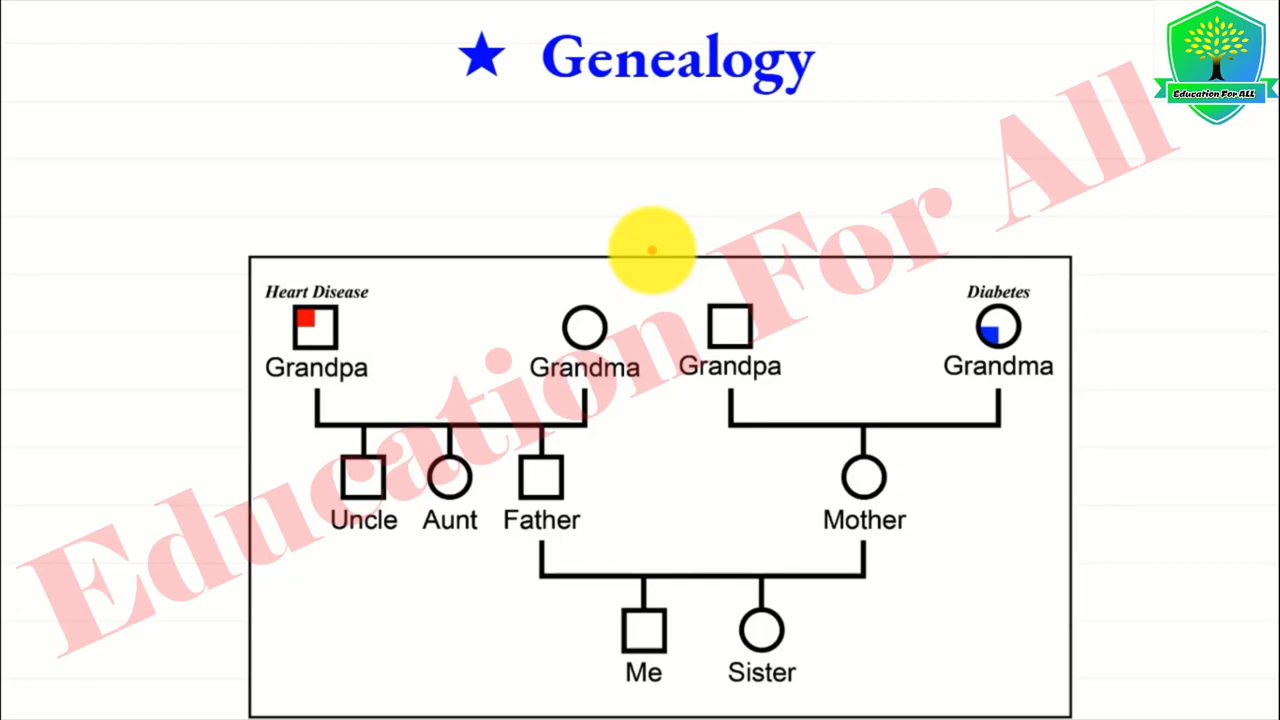 ★ Genealogy
Education For ALL
Education For All
Heart Disease Diabetes
Grandpa Grandma Grandpa Grandma
Uncle Aunt Father Mother
Me Sister